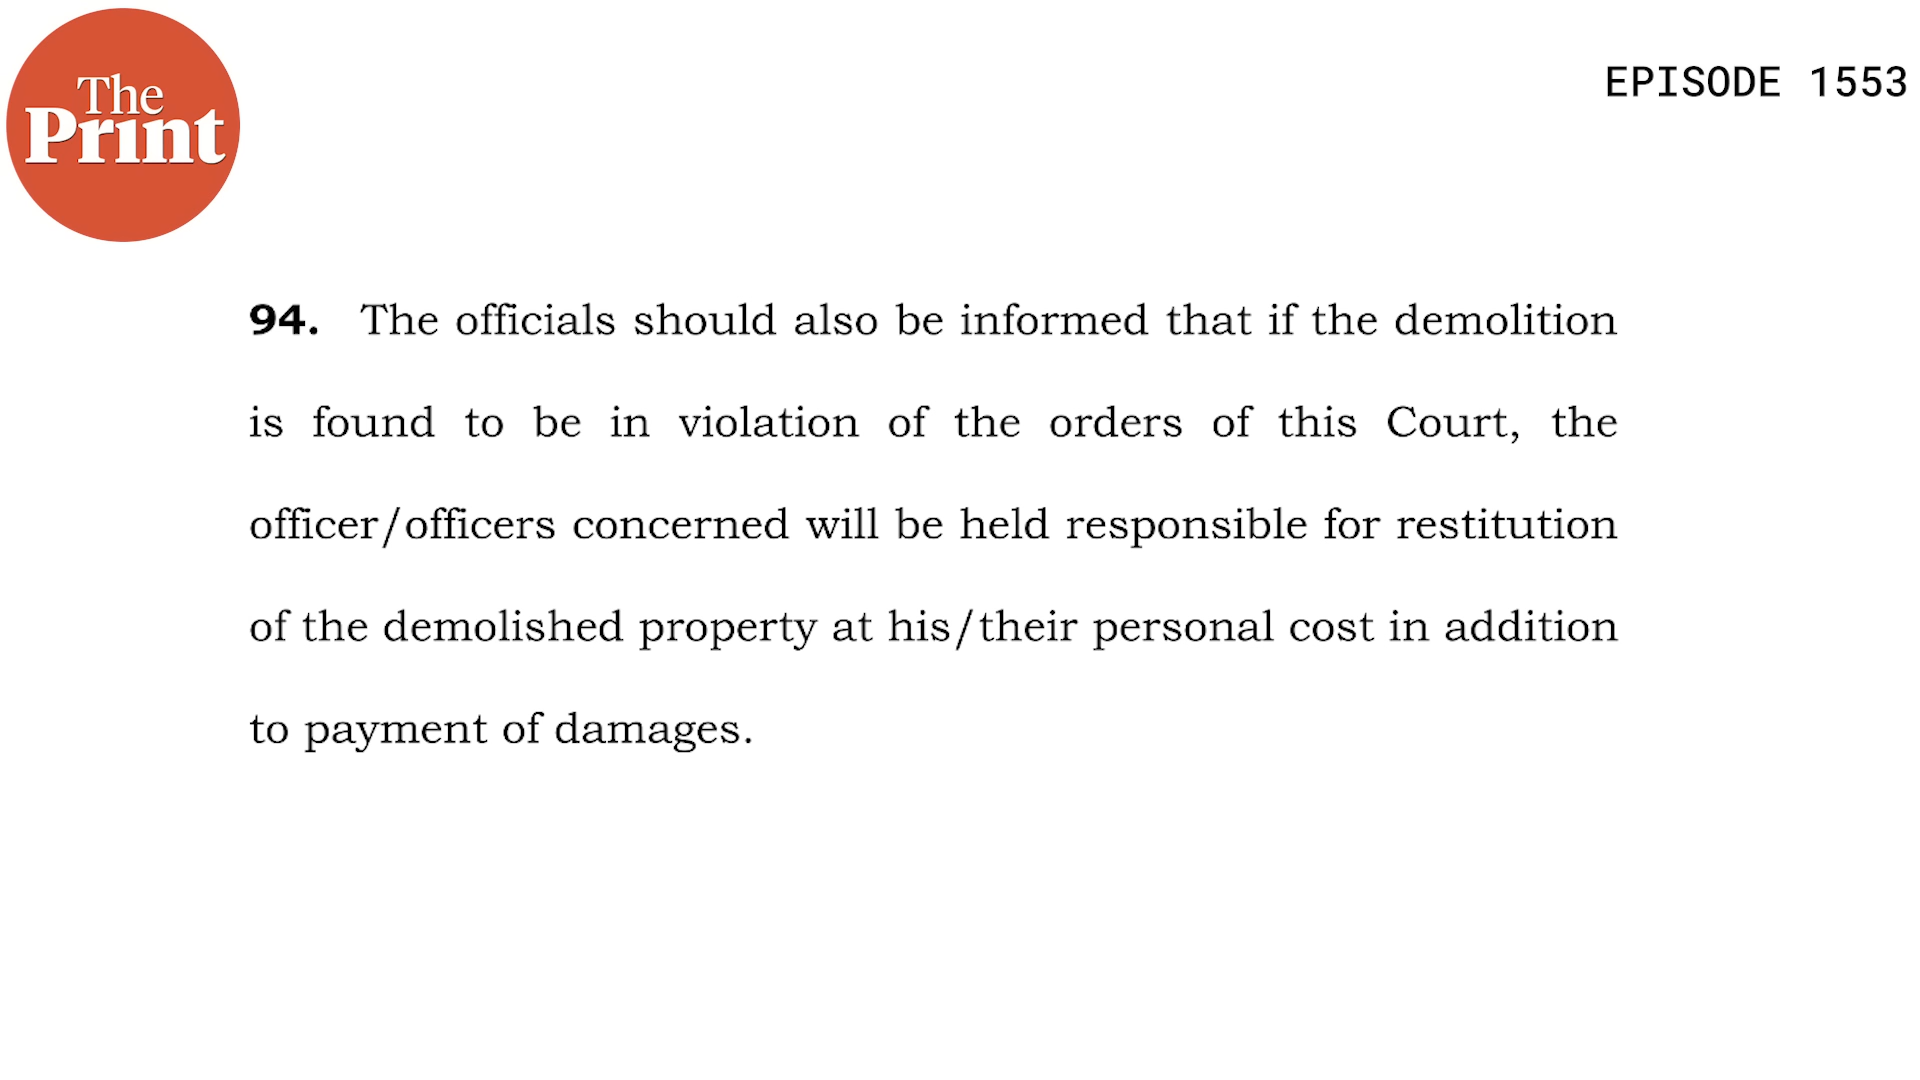 The
Print
EPISODE 1553
94. The officials should also be informed that if the demolition
is found to be in violation of the orders of this Court, the
officer/officers concerned will be held responsible for restitution
of the demolished property at his/their personal cost in addition
to payment of damages.